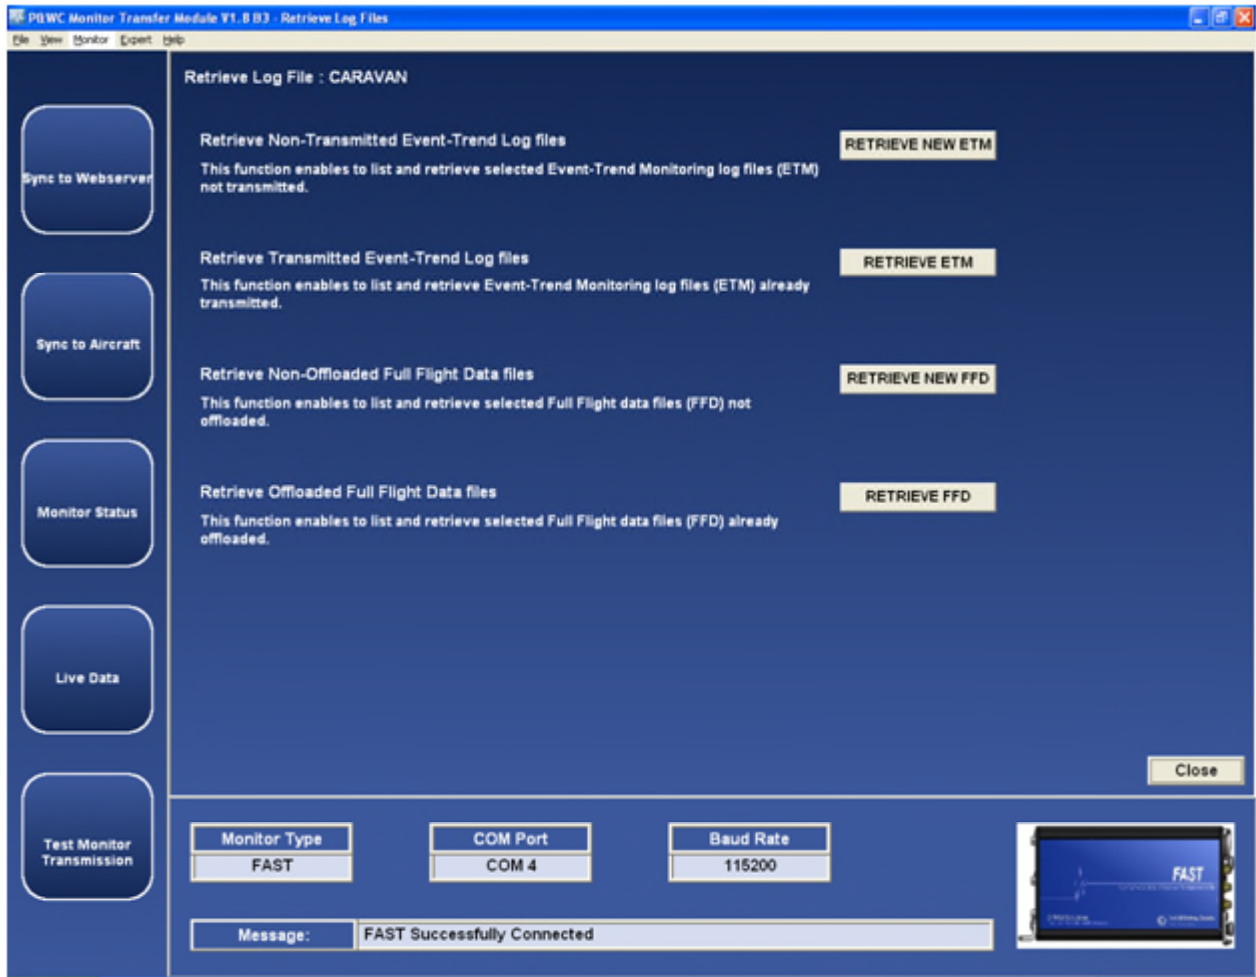 P&WC Monitor Transfer Module V1.8 B3 - Retrieve Log Files
File View Monitor Expert Help
Retrieve Log File : CARAVAN
Retrieve Non-Transmitted Event-Trend Log files
RETRIEVE NEW ETM
This function enables to list and retrieve selected Event-Trend Monitoring log files (ETM)
not transmitted.
Sync to Webserver
Retrieve Transmitted Event-Trend Log files
RETRIEVE ETM
This function enables to list and retrieve Event-Trend Monitoring log files (ETM) already
transmitted.
Sync to Aircraft
Retrieve Non-Offloaded Full Flight Data files
RETRIEVE NEW FFD
This function enables to list and retrieve selected Full Flight data files (FFD) not
offloaded.
Retrieve Offloaded Full Flight Data files
RETRIEVE FFD
Monitor Status
This function enables to list and retrieve selected Full Flight data files (FFD) already
offloaded.
Live Data
Close
Test Monitor
Transmission
Monitor Type
COM Port
Baud Rate
FAST
COM 4
115200
FAST
Message:
FAST Successfully Connected